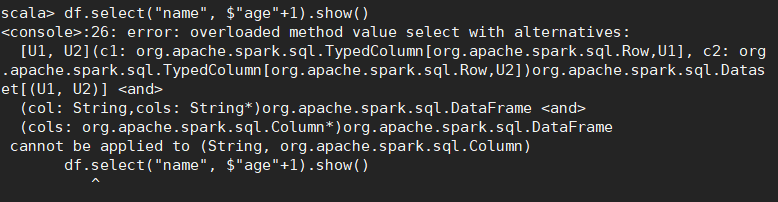 scala> df.select("name", $"age"+1).show()
<console>:26: error: overloaded method value select with alternatives:
  [U1, U2](c1: org.apache.spark.sql.TypedColumn[org.apache.spark.sql.Row,U1], c2: org
.apache.spark.sql.TypedColumn[org.apache.spark.sql.Row,U2])org.apache.spark.sql.Datas
et[(U1, U2)] <and>
  (col: String,cols: String*)org.apache.spark.sql.DataFrame <and>
  (cols: org.apache.spark.sql.Column*)org.apache.spark.sql.DataFrame
 cannot be applied to (String, org.apache.spark.sql.Column)
       df.select("name", $"age"+1).show()
          ^